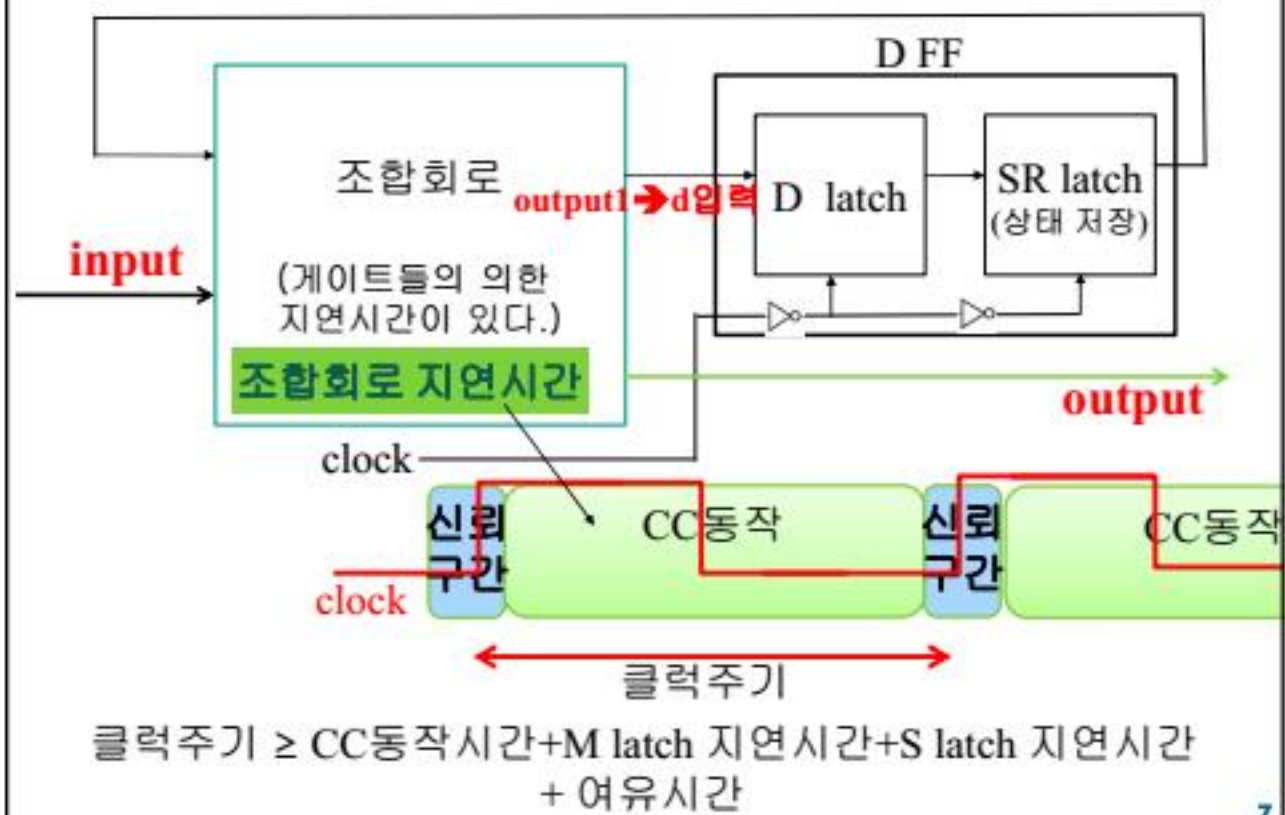 D FF
조합회로
output1➔d입력
D latch
SR latch
(상태 저장)
input
(게이트들의 의한
지연시간이 있다.)
조합회로 지연시간
output
clock
신뢰
구간
CC동작
신뢰
구간
CC동작
clock
클럭주기
클럭주기 ≥ CC동작시간+M latch 지연시간+S latch 지연시간
+ 여유시간
7